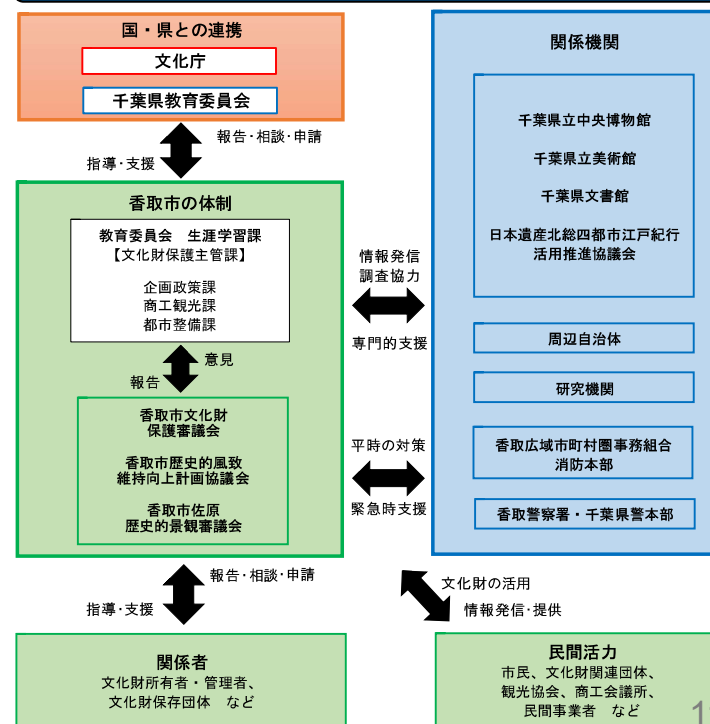 国・県との連携
文化庁
千葉県教育委員会
報告・相談・申請
指導・支援
香取市の体制
教育委員会　生涯学習課
【文化財保護主管課】
企画政策課
商工観光課
都市整備課
意見
報告
香取市文化財
保護審議会
香取市歴史的風致
維持向上計画協議会
香取市佐原
歴史的景観審議会
情報発信
調査協力
専門的支援
平時の対策
緊急時支援
関係機関
千葉県立中央博物館
千葉県立美術館
千葉県文書館
日本遺産北総四都市江戸紀行
活用推進協議会
周辺自治体
研究機関
香取広域市町村圏事務組合
消防本部
香取警察署・千葉県警本部
報告・相談・申請
指導・支援
文化財の活用
情報発信・提供
関係者
文化財所有者・管理者、
文化財保存団体　など
民間活力
市民、文化財関連団体、
観光協会、商工会議所、
民間事業者　など